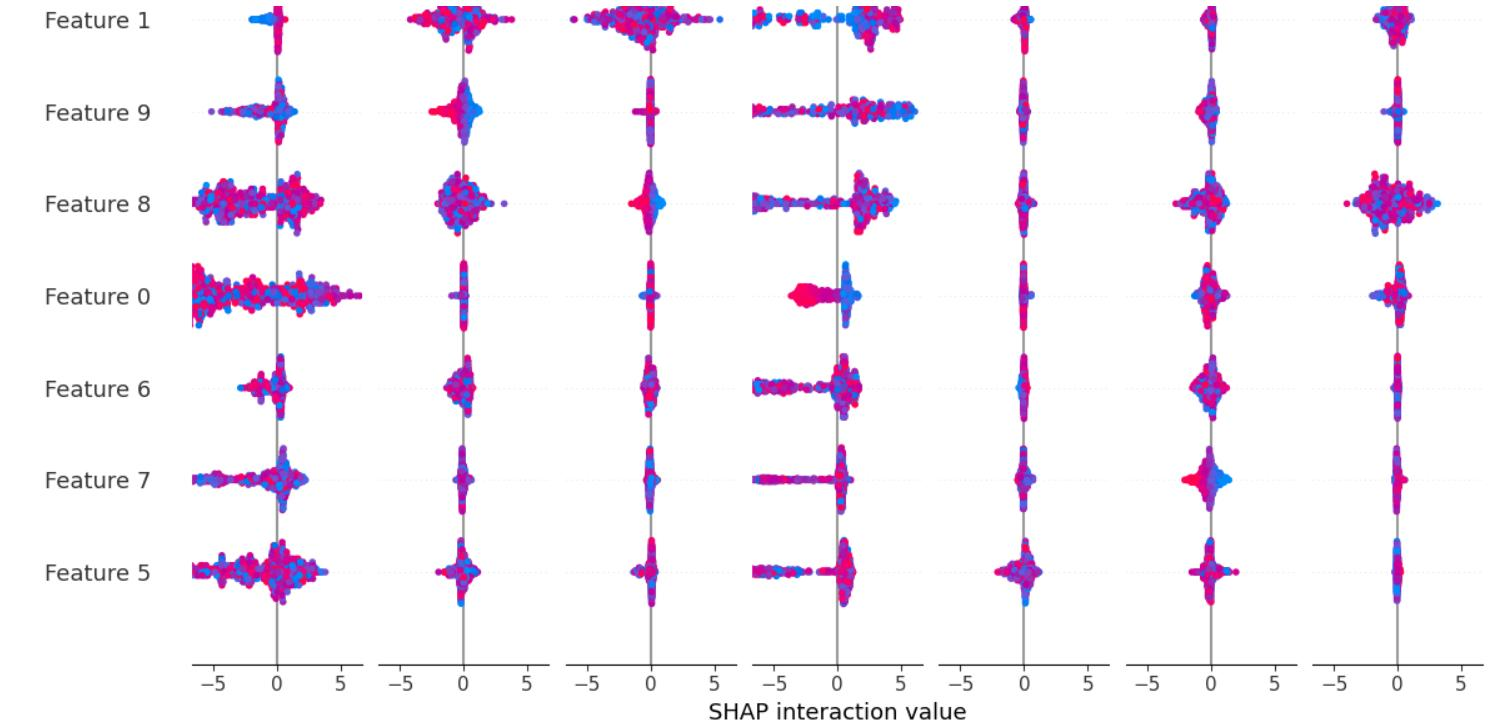 Feature 1
Feature 9
Feature 8
Feature 0
Feature 6
Feature 7
Feature 5
−5 0 5 −5 0 5 −5 0 5 −5 0 5 −5 0 5 −5 0 5 −5 0 5
SHAP interaction value